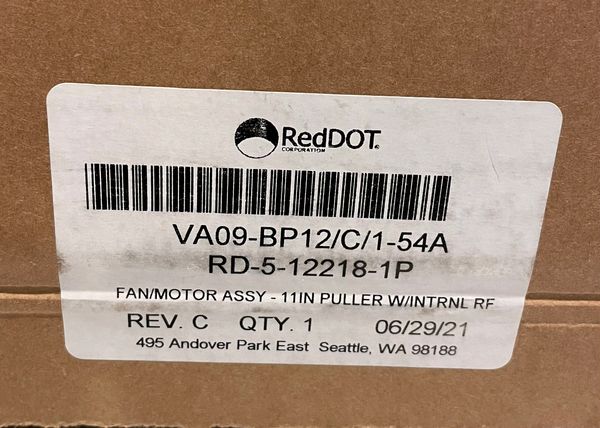 RedDOT®
CORPORATION
VA09-BP12/C/1-54A
RD-5-12218-1P
FAN/MOTOR ASSY - 11IN PULLER W/INTRNL RF
REV. C QTY. 1 06/29/21
495 Andover Park East Seattle, WA 98188